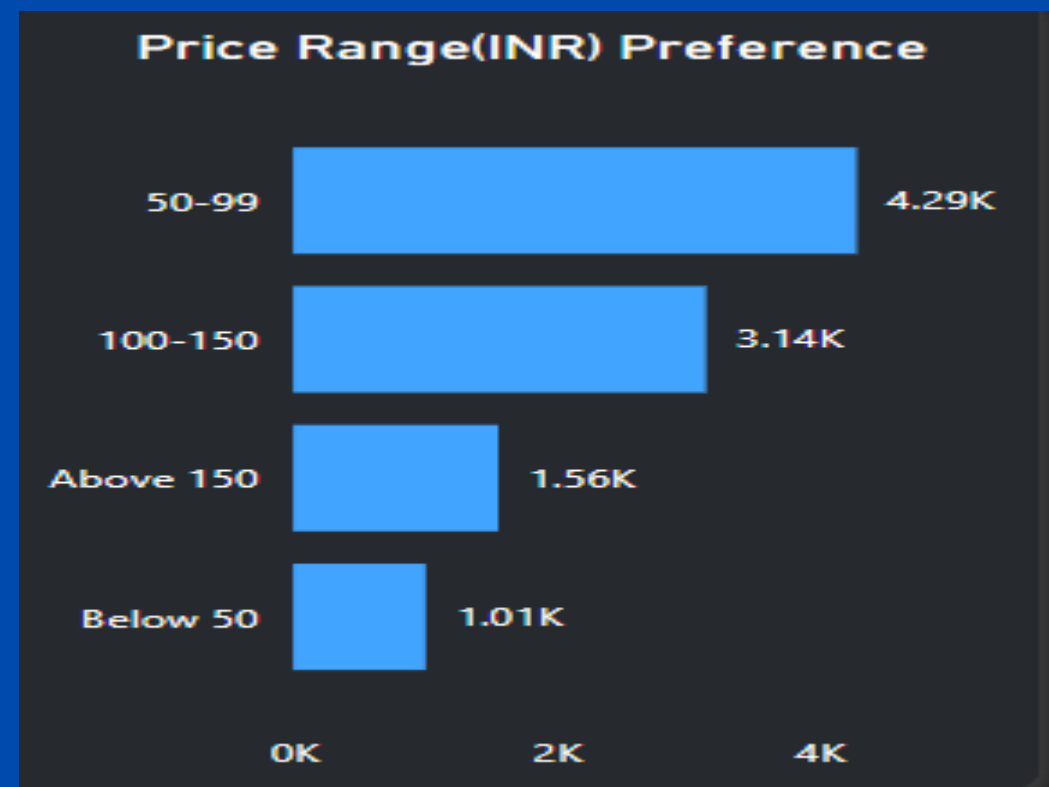 Price Range(INR) Preference
50-99 4.29K
100-150 3.14K
Above 150 1.56K
Below 50 1.01K
0K 2K 4K